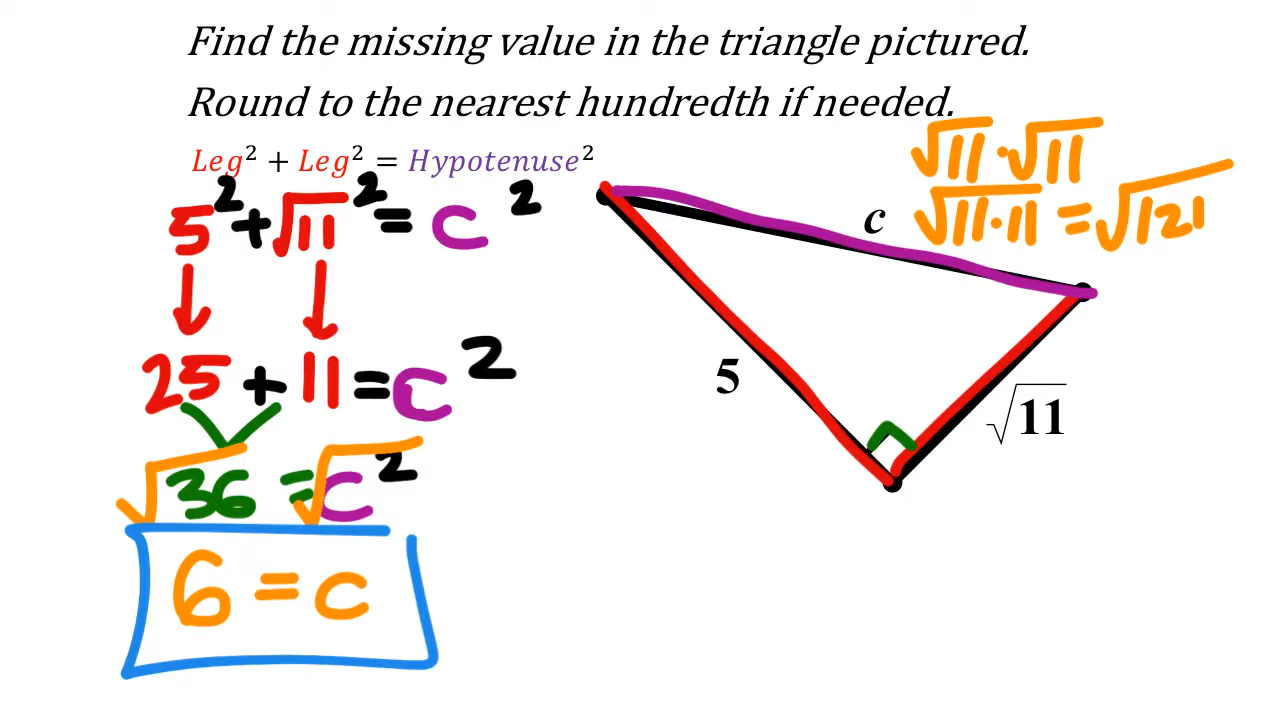 Find the missing value in the triangle pictured.
Round to the nearest hundredth if needed.
Leg² + Leg² = Hypotenuse²
√11 · √11
√11·11 = √121
5² + √11² = c²
c
25 + 11 = c²
5
√11
√36 = √c²
6 = c